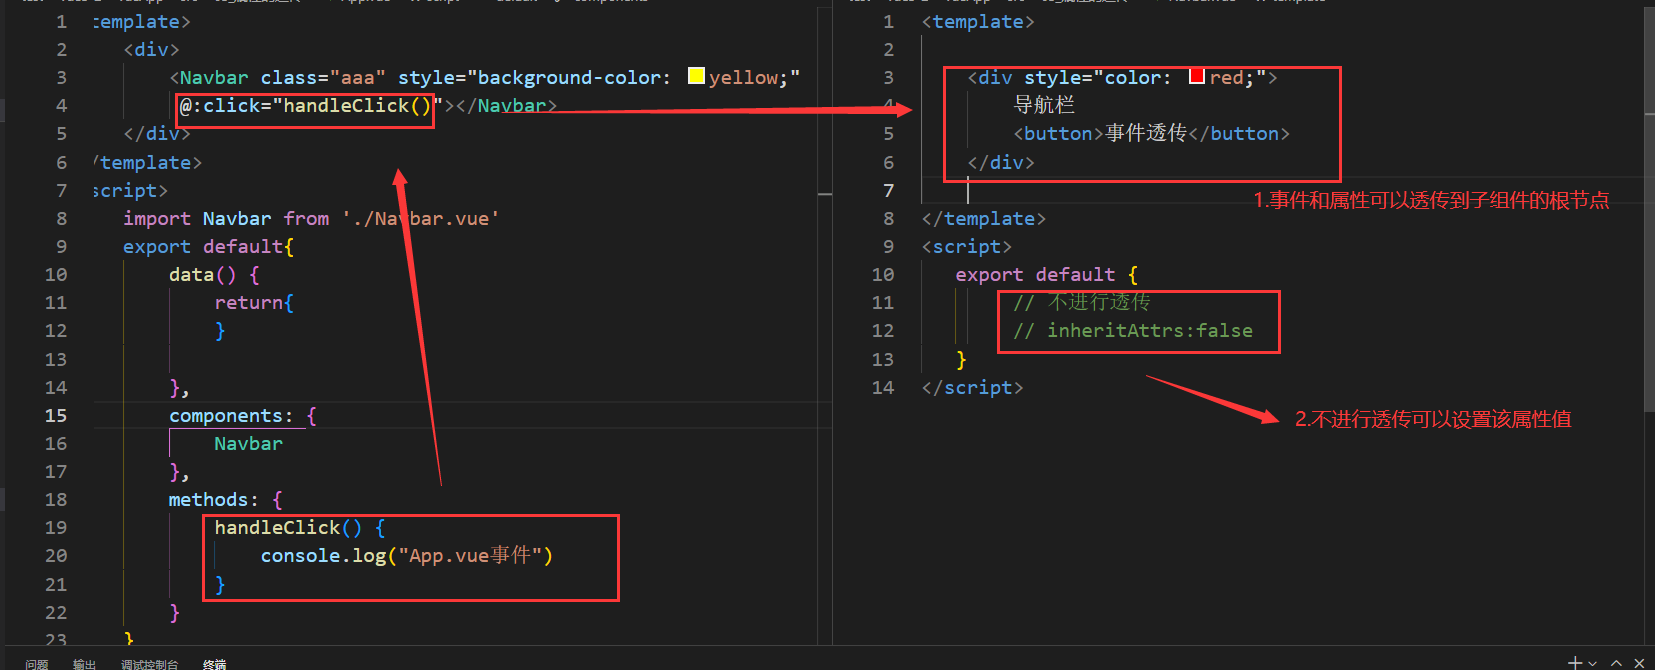 1 template>
2 <div>
3 <Navbar class="aaa" style="background-color: yellow;"
4 @:click="handleClick()"></Navbar>
5 </div>
6 /template>
7 script>
8 import Navbar from './Navbar.vue'
9 export default{
10 data() {
11 return{
12 }
13
14 },
15 components: {
16 Navbar
17 },
18 methods: {
19 handleClick() {
20 console.log("App.vue事件")
21 }
22 }
23 }
1 <template>
2
3 <div style="color: red;">
4 导航栏
5 <button>事件透传</button>
6 </div>
7
1.事件和属性可以透传到子组件的根节点
8 </template>
9 <script>
10 export default {
11 // 不进行透传
12 // inheritAttrs:false
13 }
14 </script>
2.不进行透传可以设置该属性值
问题 输出 调试控制台 终端